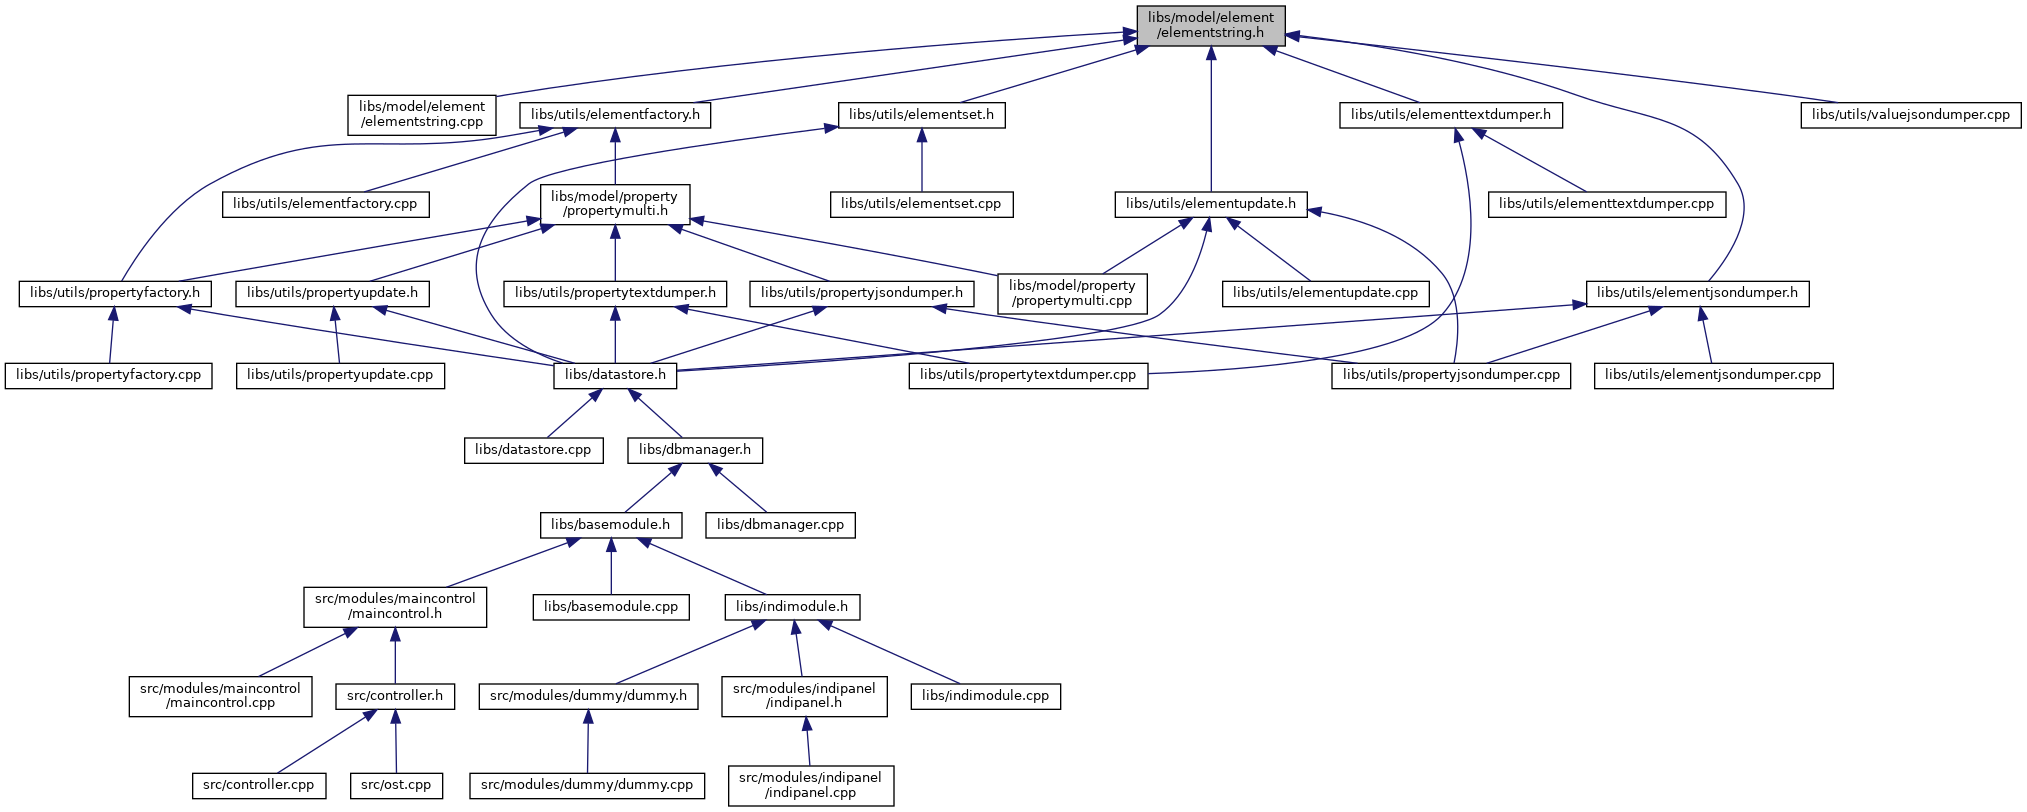 libs/model/element
/elementstring.h
libs/model/element
/elementstring.cpp
libs/utils/elementfactory.h
libs/utils/elementset.h
libs/utils/elementtextdumper.h
libs/utils/valuejsondumper.cpp
libs/utils/elementfactory.cpp
libs/model/property
/propertymulti.h
libs/utils/elementset.cpp
libs/utils/elementupdate.h
libs/utils/elementtextdumper.cpp
libs/utils/propertyfactory.h
libs/utils/propertyupdate.h
libs/utils/propertytextdumper.h
libs/utils/propertyjsondumper.h
libs/model/property
/propertymulti.cpp
libs/utils/elementupdate.cpp
libs/utils/elementjsondumper.h
libs/utils/propertyfactory.cpp
libs/utils/propertyupdate.cpp
libs/datastore.h
libs/utils/propertytextdumper.cpp
libs/utils/propertyjsondumper.cpp
libs/utils/elementjsondumper.cpp
libs/datastore.cpp
libs/dbmanager.h
libs/basemodule.h
libs/dbmanager.cpp
src/modules/maincontrol
/maincontrol.h
libs/basemodule.cpp
libs/indimodule.h
src/modules/maincontrol
/maincontrol.cpp
src/controller.h
src/modules/dummy/dummy.h
src/modules/indipanel
/indipanel.h
libs/indimodule.cpp
src/controller.cpp
src/ost.cpp
src/modules/dummy/dummy.cpp
src/modules/indipanel
/indipanel.cpp